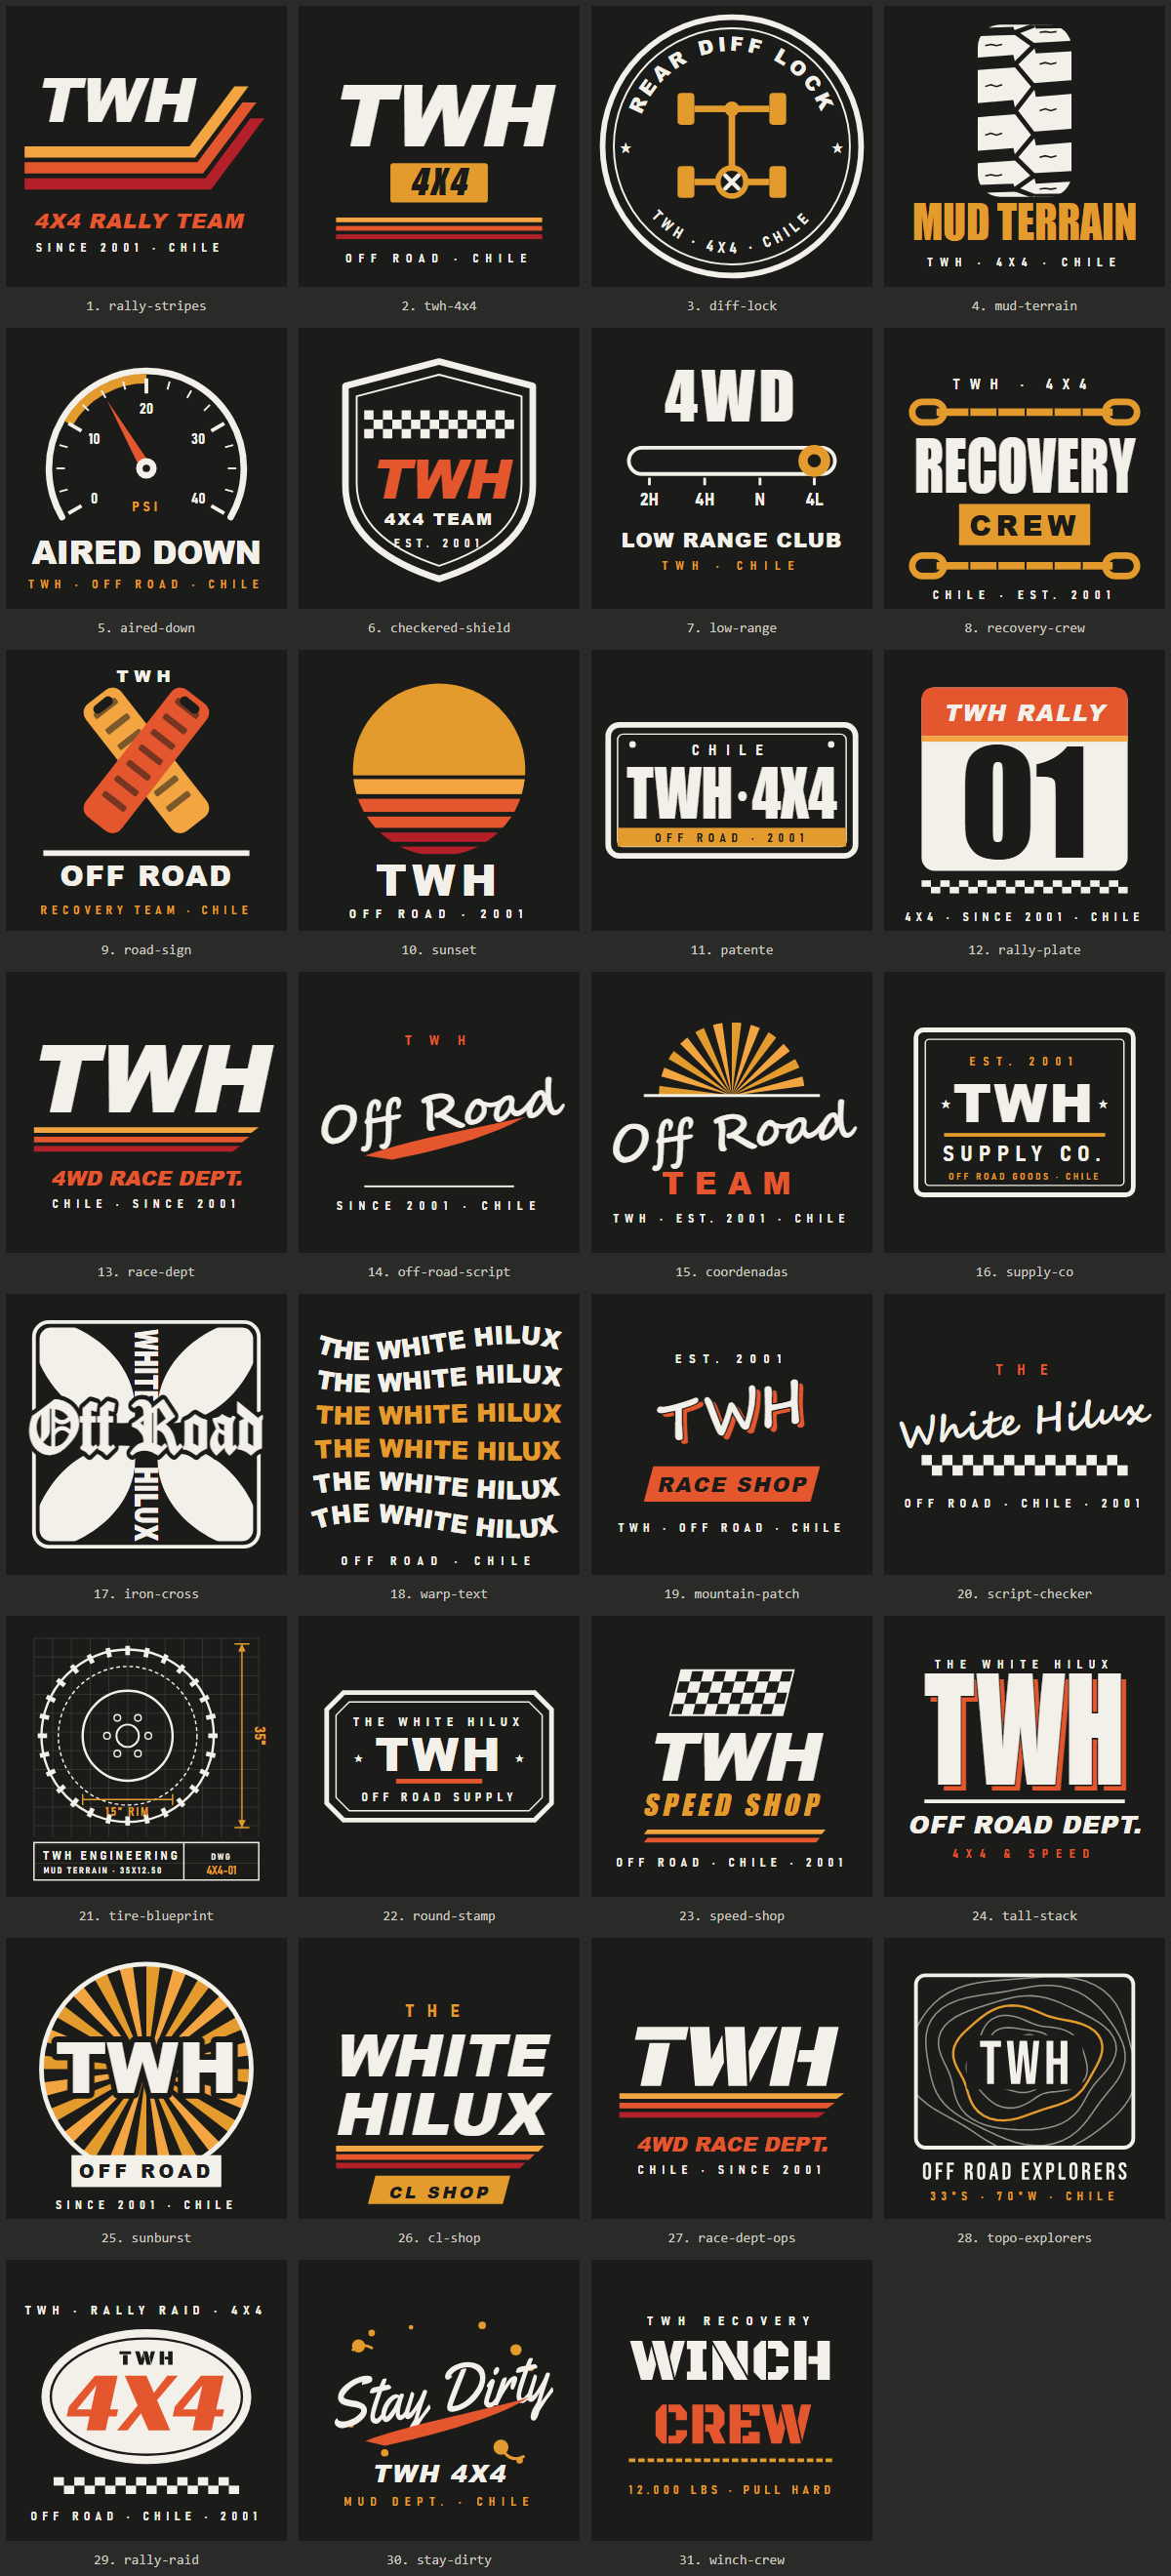 TWH
4X4 RALLY TEAM
SINCE 2001 · CHILE
1. rally-stripes
TWH
4X4
OFF ROAD · CHILE
2. twh-4x4
REAR DIFF LOCK
★ ★
TWH · 4X4 · CHILE
3. diff-lock
MUD TERRAIN
TWH · 4X4 · CHILE
4. mud-terrain
20
10 30
0 40
PSI
AIRED DOWN
TWH · OFF ROAD · CHILE
5. aired-down
TWH
4X4 TEAM
EST. 2001
6. checkered-shield
4WD
2H 4H N 4L
LOW RANGE CLUB
TWH · CHILE
7. low-range
TWH · 4X4
RECOVERY
CREW
CHILE · EST. 2001
8. recovery-crew
TWH
OFF ROAD
RECOVERY TEAM · CHILE
9. road-sign
TWH
OFF ROAD · 2001
10. sunset
CHILE
TWH·4X4
OFF ROAD · 2001
11. patente
TWH RALLY
01
4X4 · SINCE 2001 · CHILE
12. rally-plate
TWH
4WD RACE DEPT.
CHILE · SINCE 2001
13. race-dept
TWH
Off Road
SINCE 2001 · CHILE
14. off-road-script
Off Road
TEAM
TWH · EST. 2001 · CHILE
15. coordenadas
EST. 2001
★ TWH ★
SUPPLY CO.
OFF ROAD GOODS · CHILE
16. supply-co
WHITE
Off Road
HILUX
17. iron-cross
THE WHITE HILUX
THE WHITE HILUX
THE WHITE HILUX
THE WHITE HILUX
THE WHITE HILUX
THE WHITE HILUX
OFF ROAD · CHILE
18. warp-text
EST. 2001
TWH
RACE SHOP
TWH · OFF ROAD · CHILE
19. mountain-patch
THE
White Hilux
OFF ROAD · CHILE · 2001
20. script-checker
35"
15" RIM
TWH ENGINEERING
MUD TERRAIN · 35X12.50
DWG
4X4-01
21. tire-blueprint
THE WHITE HILUX
★ TWH ★
OFF ROAD SUPPLY
22. round-stamp
TWH
SPEED SHOP
OFF ROAD · CHILE · 2001
23. speed-shop
THE WHITE HILUX
TWH
OFF ROAD DEPT.
4X4 & SPEED
24. tall-stack
TWH
OFF ROAD
SINCE 2001 · CHILE
25. sunburst
THE
WHITE
HILUX
CL SHOP
26. cl-shop
TWH
4WD RACE DEPT.
CHILE · SINCE 2001
27. race-dept-ops
TWH
OFF ROAD EXPLORERS
33°S · 70°W · CHILE
28. topo-explorers
TWH · RALLY RAID · 4X4
TWH
4X4
OFF ROAD · CHILE · 2001
29. rally-raid
Stay Dirty
TWH 4X4
MUD DEPT. · CHILE
30. stay-dirty
TWH RECOVERY
WINCH
CREW
12.000 LBS · PULL HARD
31. winch-crew